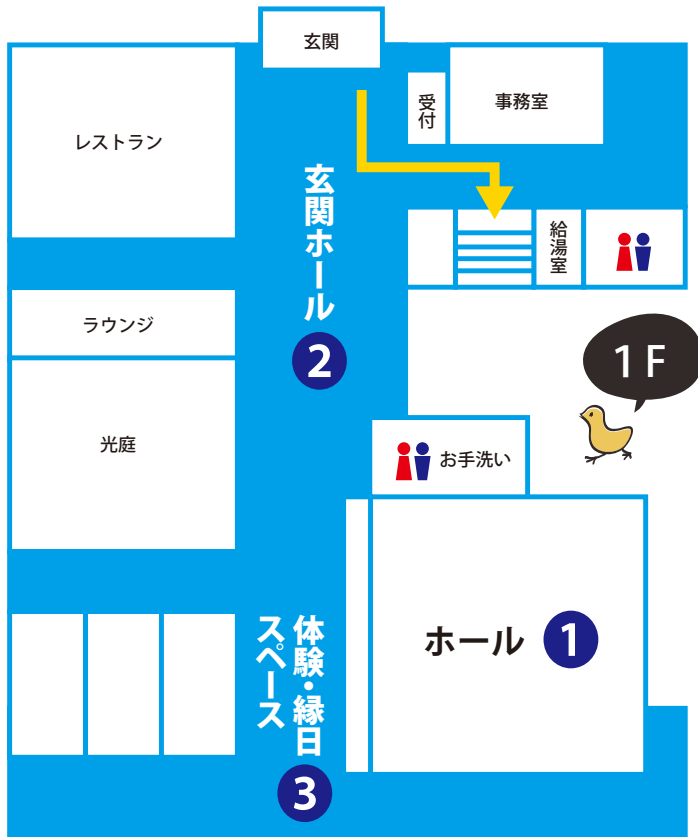 玄関
受付
事務室
レストラン
玄関ホール
2
給湯室
ラウンジ
1F
光庭
お手洗い
ホール 1
体験・縁日
スペース
3